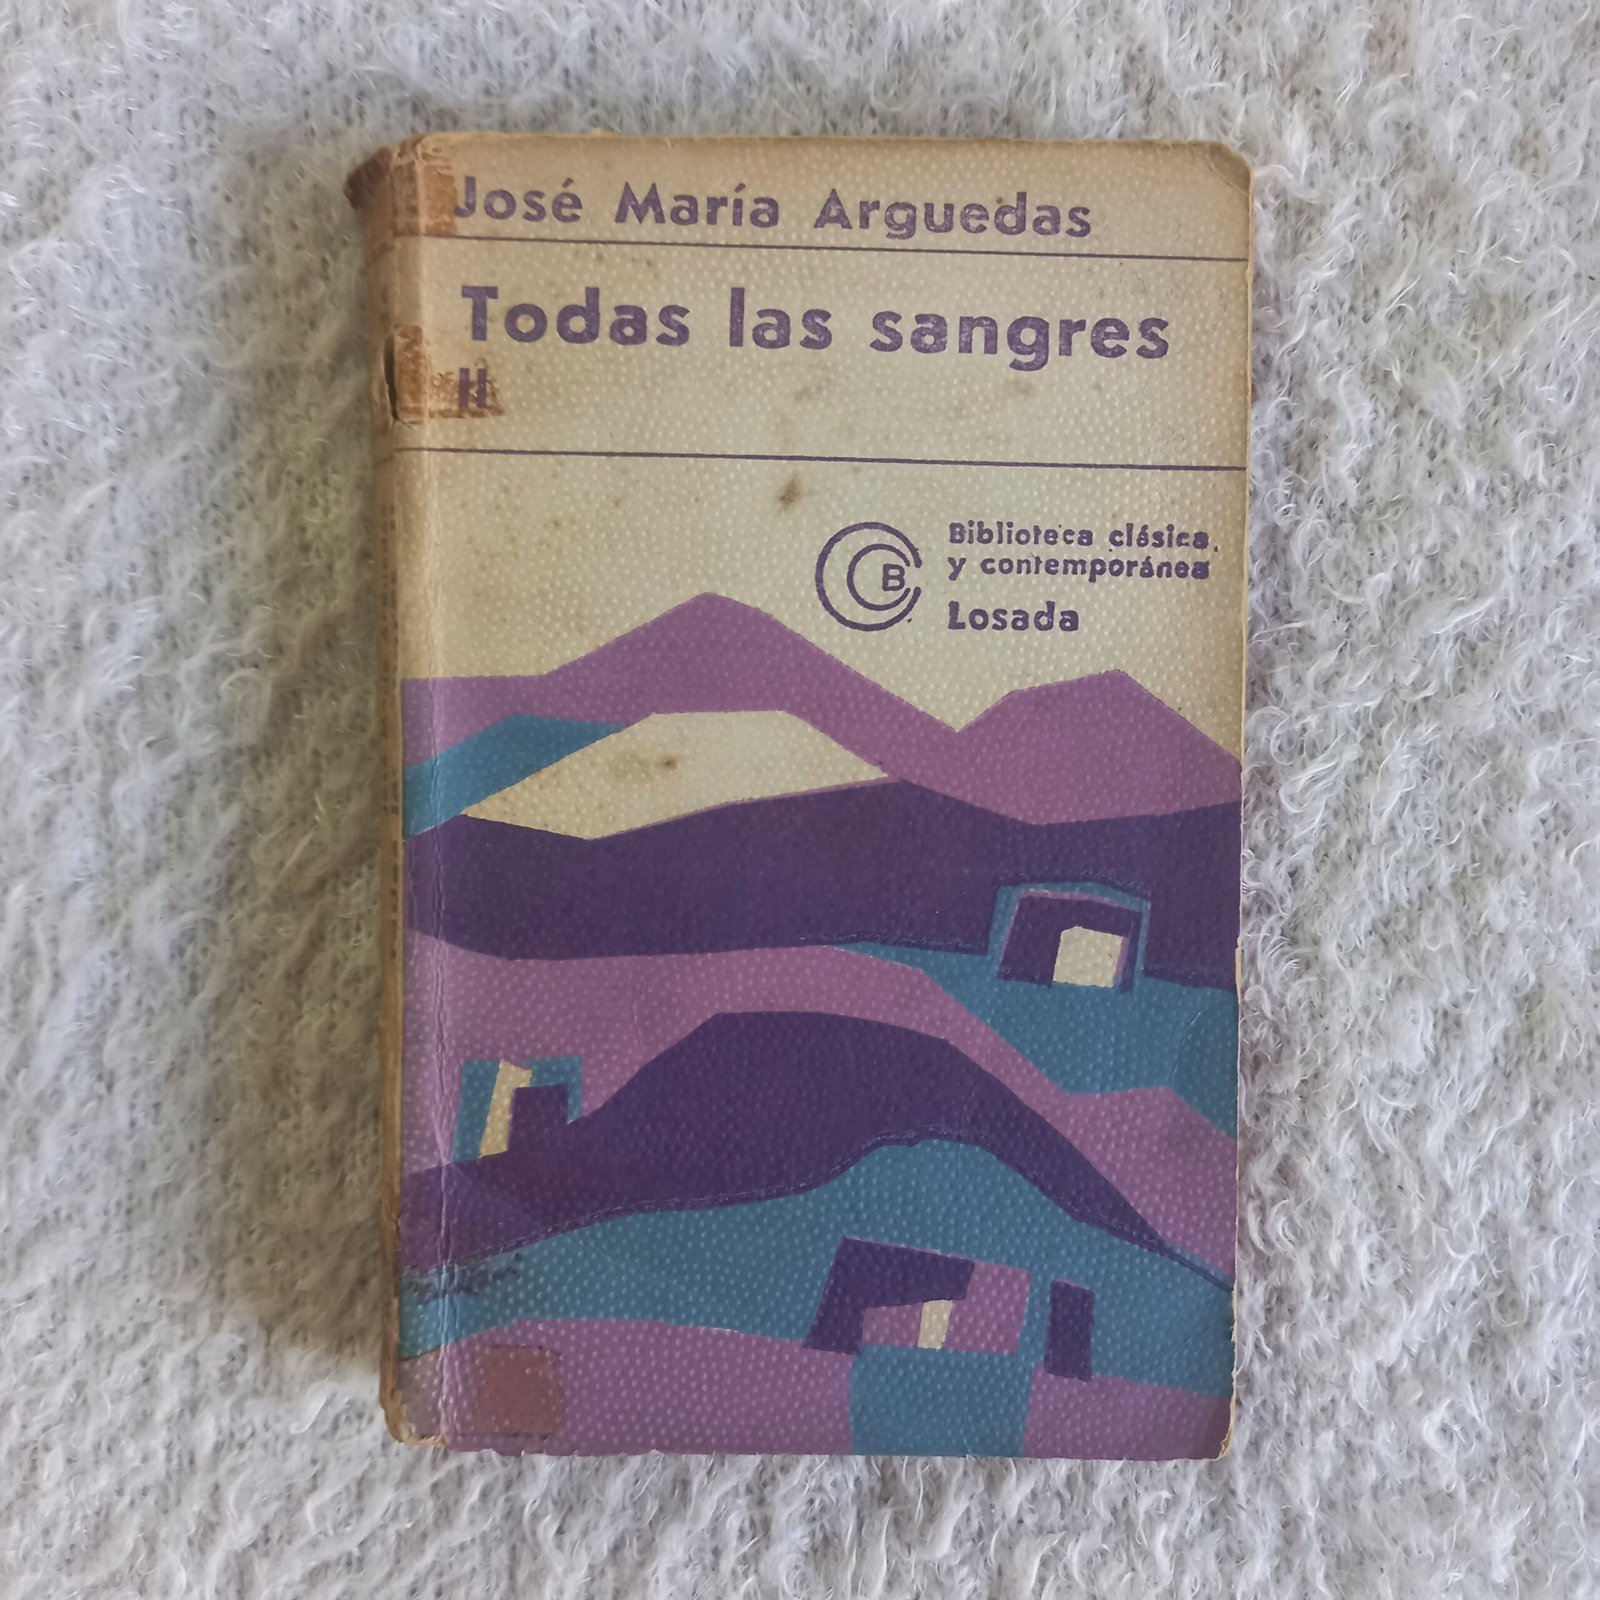 José María Arguedas
Todas las sangres
II
B
Biblioteca clásica
y contemporánea
Losada